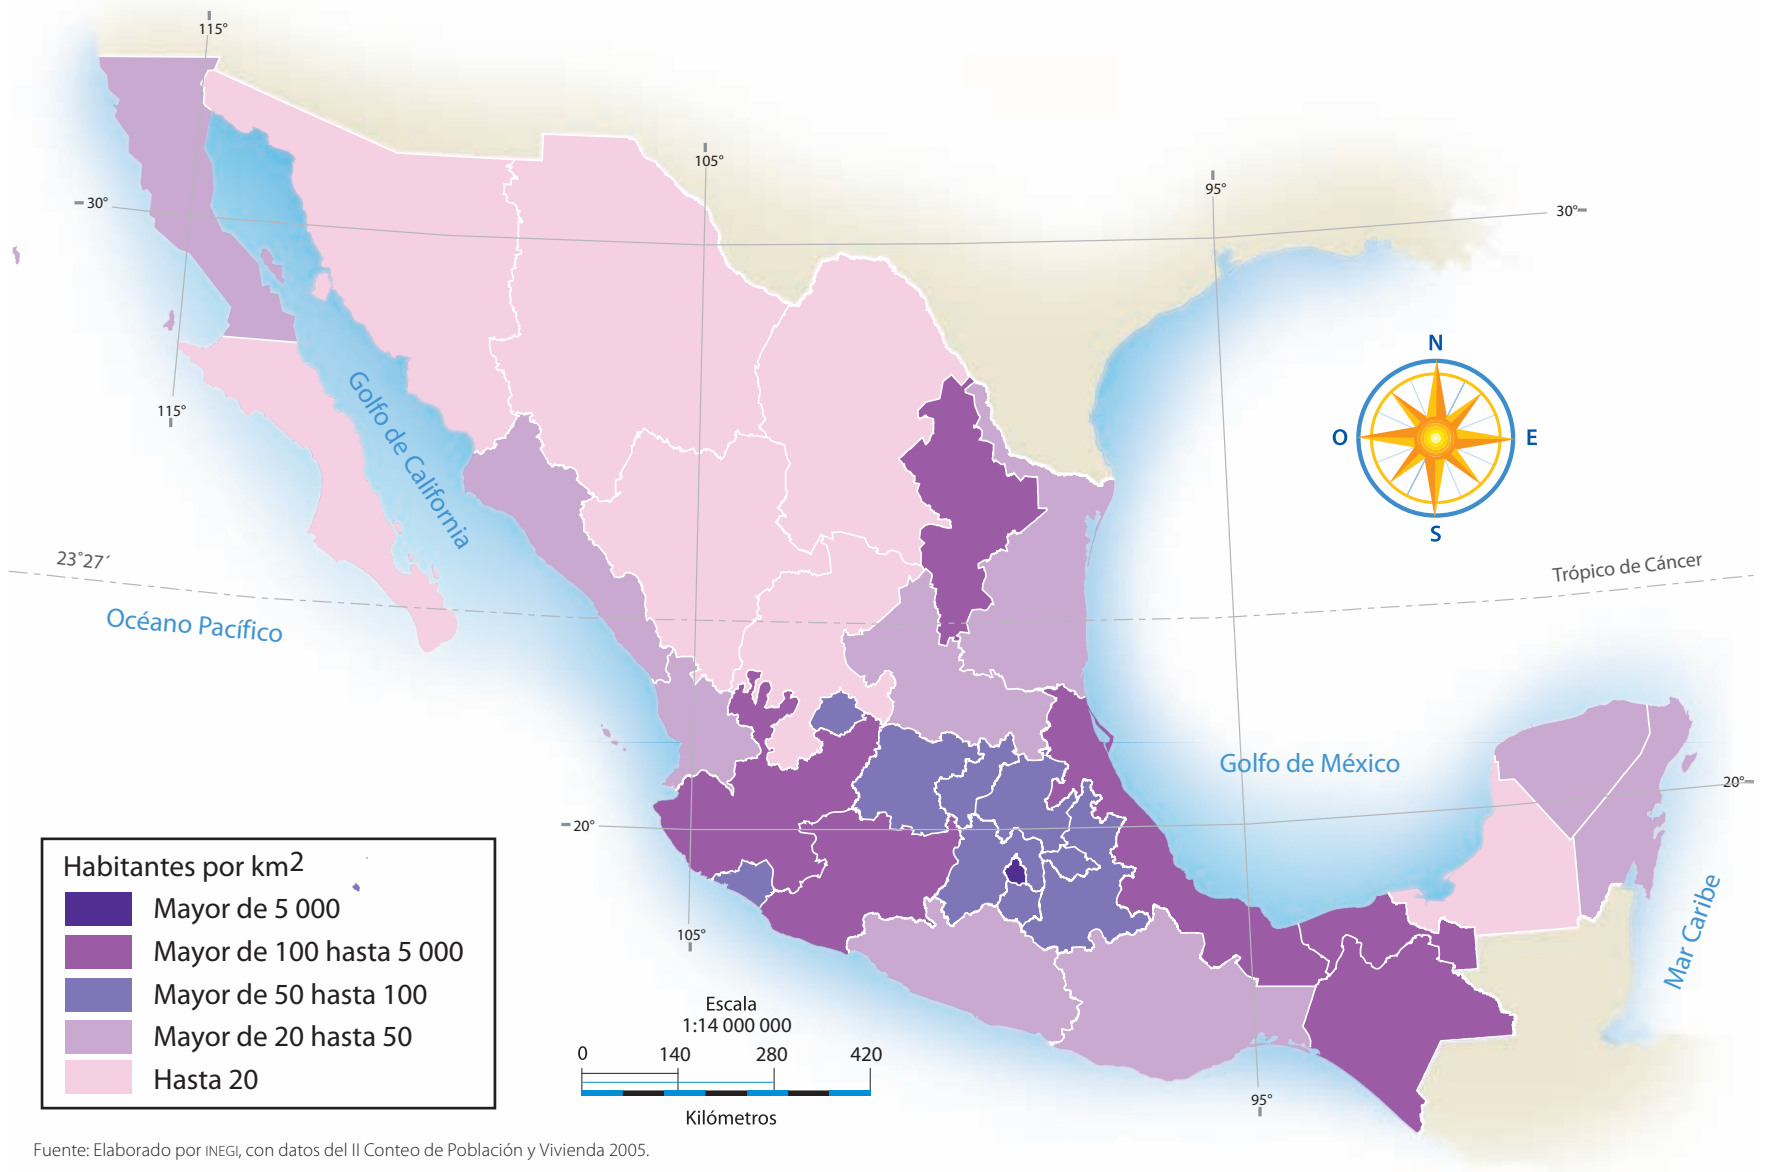 115°
105°
95°
30°
30°
N
O
E
S
115°
Golfo de California
23°27´
Trópico de Cáncer
Océano Pacífico
Golfo de México
20°
20°
Mar Caribe
Habitantes por km2
Mayor de 5 000
Mayor de 100 hasta 5 000
Mayor de 50 hasta 100
Mayor de 20 hasta 50
Hasta 20
105°
Escala
1:14 000 000
0 140 280 420
Kilómetros
95°
Fuente: Elaborado por INEGI, con datos del II Conteo de Población y Vivienda 2005.